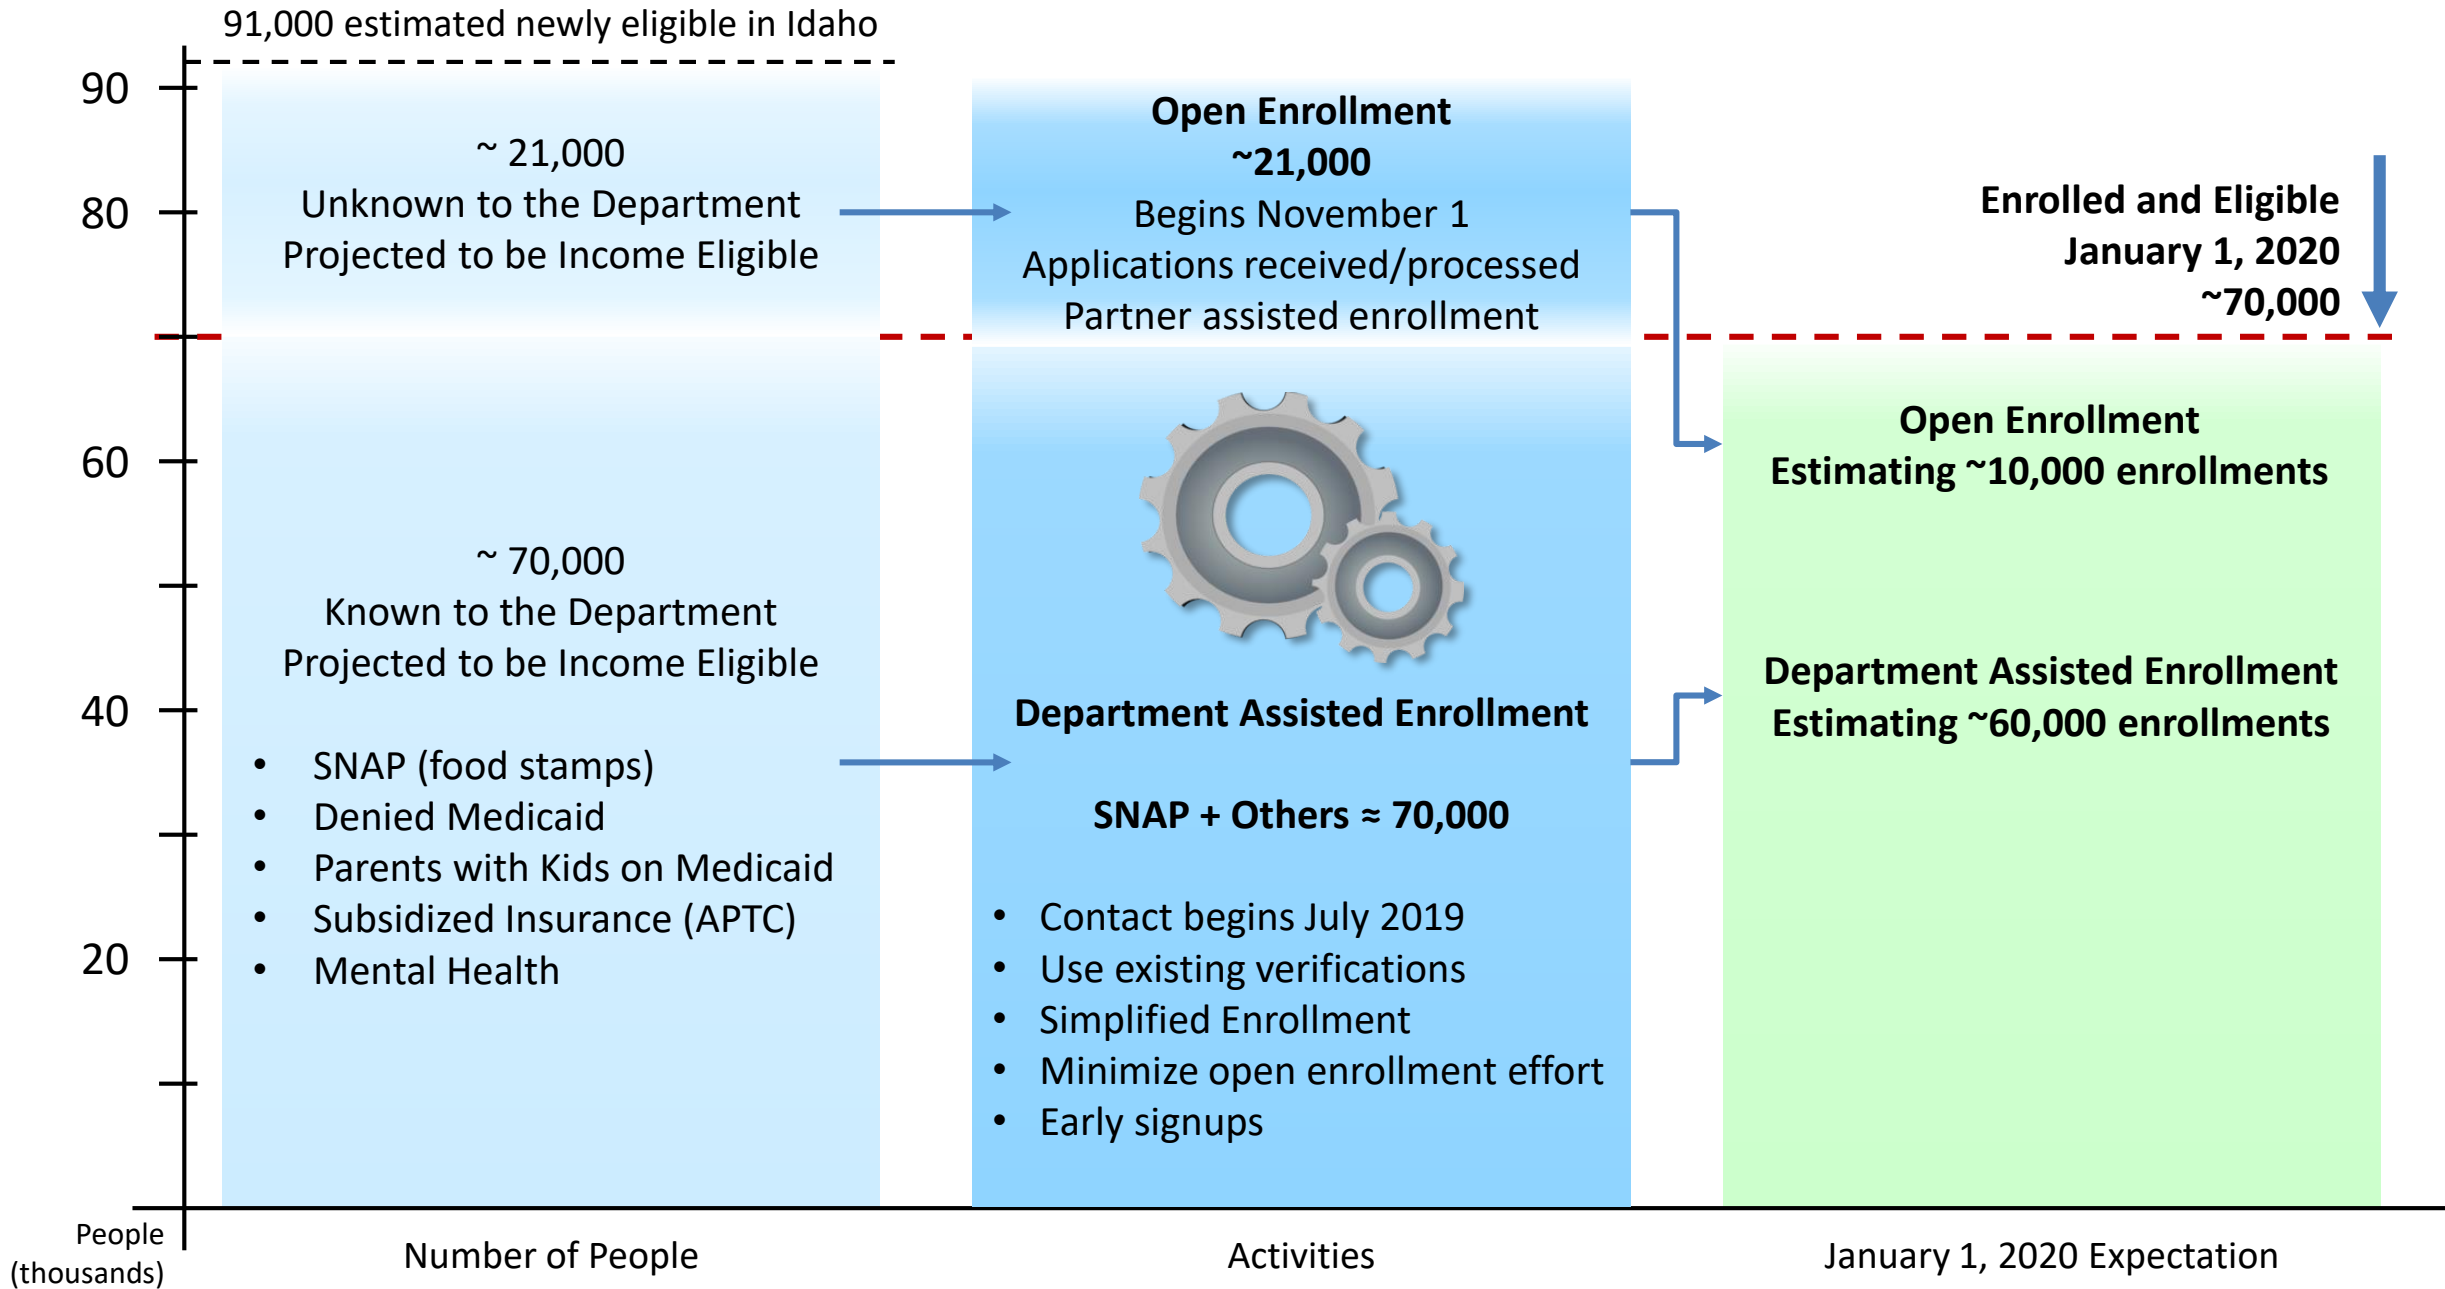 91,000 estimated newly eligible in Idaho
90
80
60
40
20
People
(thousands)
~ 21,000
Unknown to the Department
Projected to be Income Eligible
~ 70,000
Known to the Department
Projected to be Income Eligible
• SNAP (food stamps)
• Denied Medicaid
• Parents with Kids on Medicaid
• Subsidized Insurance (APTC)
• Mental Health
Number of People
Open Enrollment
~21,000
Begins November 1
Applications received/processed
Partner assisted enrollment
Department Assisted Enrollment
SNAP + Others ≈ 70,000
• Contact begins July 2019
• Use existing verifications
• Simplified Enrollment
• Minimize open enrollment effort
• Early signups
Activities
Enrolled and Eligible
January 1, 2020
~70,000
Open Enrollment
Estimating ~10,000 enrollments
Department Assisted Enrollment
Estimating ~60,000 enrollments
January 1, 2020 Expectation